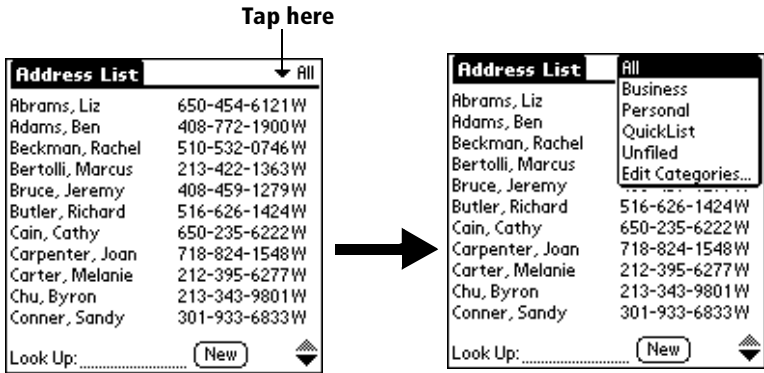 Tap here
Address List All
Abrams, Liz 650-454-6121W
Adams, Ben 408-772-1900W
Beckman, Rachel 510-532-0746W
Bertolli, Marcus 213-422-1363W
Bruce, Jeremy 408-459-1279W
Butler, Richard 516-626-1424W
Cain, Cathy 650-235-6222W
Carpenter, Joan 718-824-1548W
Carter, Melanie 212-395-6277W
Chu, Byron 213-343-9801W
Conner, Sandy 301-933-6833W
Look Up: New
Address List
All
Business
Personal
QuickList
Unfiled
Edit Categories...
Abrams, Liz
Adams, Ben
Beckman, Rachel
Bertolli, Marcus
Bruce, Jeremy
Butler, Richard 516-626-1424W
Cain, Cathy 650-235-6222W
Carpenter, Joan 718-824-1548W
Carter, Melanie 212-395-6277W
Chu, Byron 213-343-9801W
Conner, Sandy 301-933-6833W
Look Up: New